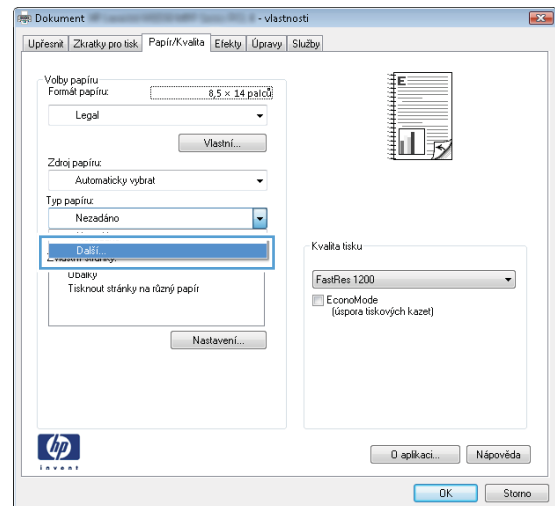 Dokument - vlastnosti
Upřesnit Zkratky pro tisk Papír/Kvalita Efekty Úpravy Služby
Volby papíru
Formát papíru: 8,5 × 14 palců
Legal
Vlastní...
Zdroj papíru:
Automaticky vybrat
Typ papíru:
Nezadáno
Další...
Zvláštní stránky:
Obálky
Tisknout stránky na různý papír
Nastavení...
E
Kvalita tisku
FastRes 1200
EconoMode
(úspora tiskových kazet)
hp
invent
O aplikaci... Nápověda
OK Storno